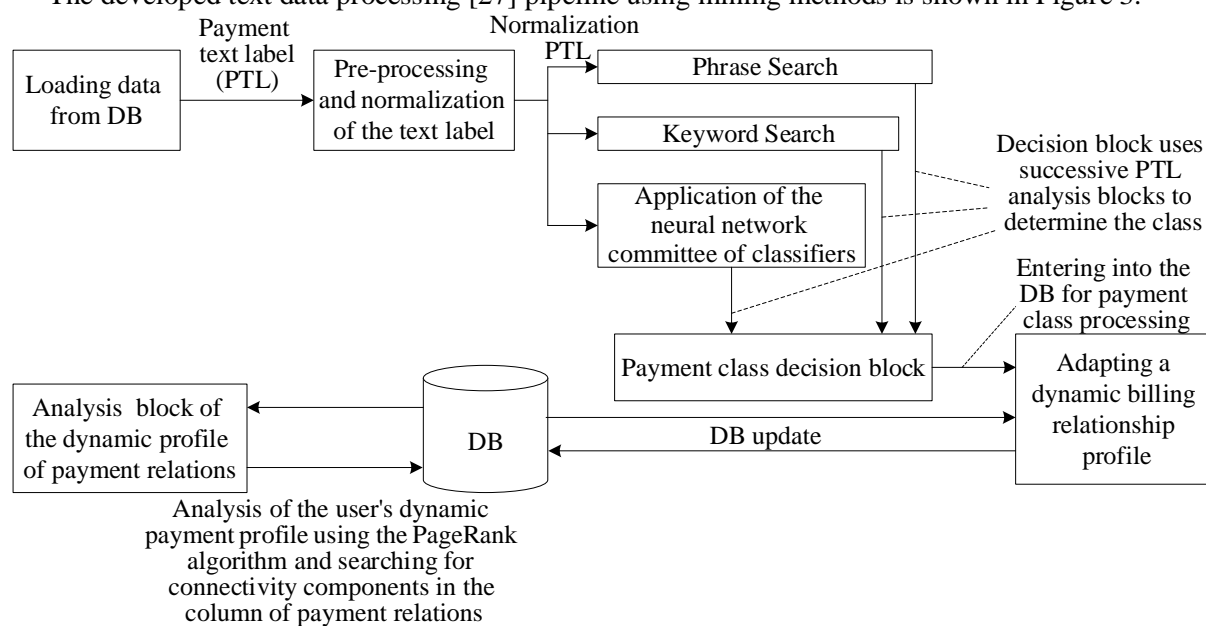 The developed text data processing [27] pipeline using mining methods is shown in Figure 3.
Payment
text label
(PTL)
Normalization
PTL
Loading data
from DB
Pre-processing
and normalization
of the text label
Phrase Search
Keyword Search
Application of the
neural network
committee of classifiers
Decision block uses
successive PTL
analysis blocks to
determine the class
Entering into the
DB for payment
class processing
Payment class decision block
Adapting a
dynamic billing
relationship
profile
Analysis block of
the dynamic profile
of payment relations
DB
DB update
Analysis of the user's dynamic
payment profile using the PageRank
algorithm and searching for
connectivity components in the
column of payment relations